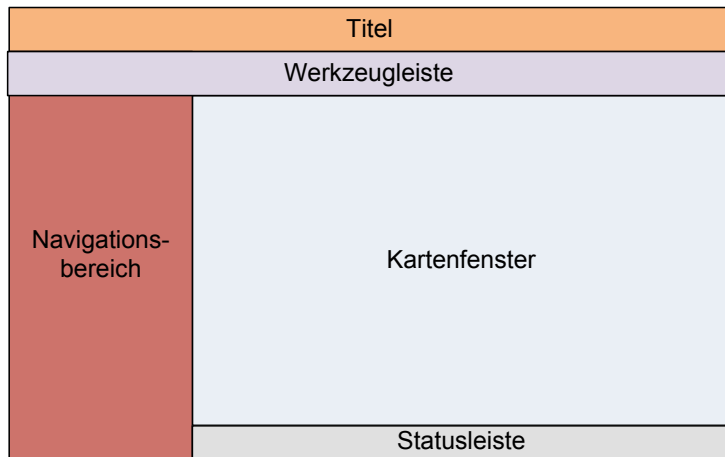 Titel
Werkzeugleiste
Navigations-
bereich
Kartenfenster
Statusleiste